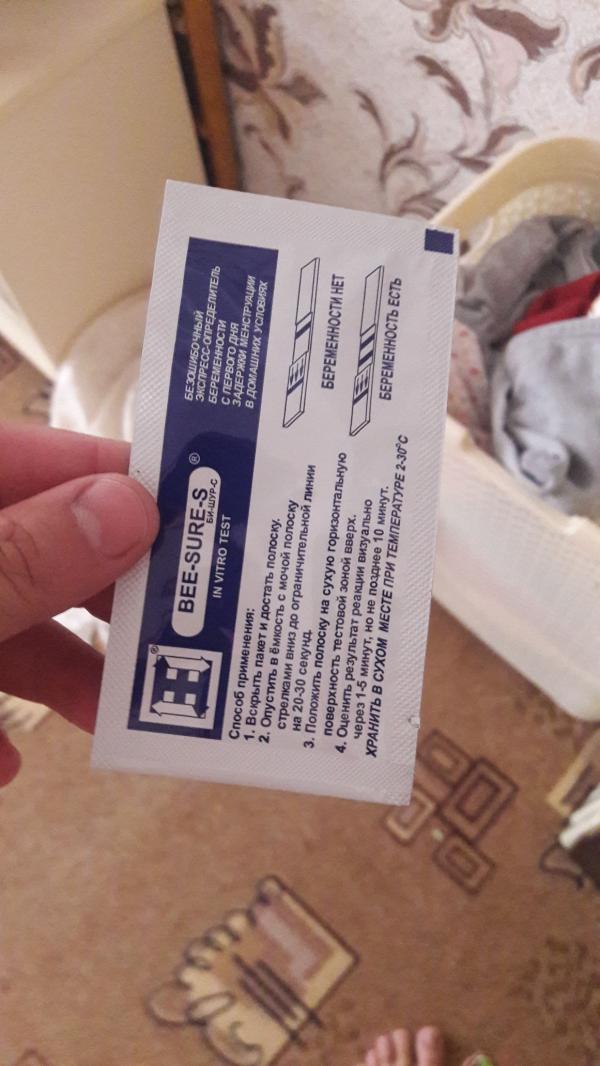 BEE-SURE-S®
БИ-ШУР-С
IN VITRO TEST
БЕЗОШИБОЧНЫЙ
ЭКСПРЕСС-ОПРЕДЕЛИТЕЛЬ
БЕРЕМЕННОСТИ
С ПЕРВОГО ДНЯ
ЗАДЕРЖКИ МЕНСТРУАЦИИ
В ДОМАШНИХ УСЛОВИЯХ
Способ применения:
1. Вскрыть пакет и достать полоску.
2. Опустить в ёмкость с мочой полоску
стрелками вниз до ограничительной линии
на 20-30 секунд.
3. Положить полоску на сухую горизонтальную
поверхность тестовой зоной вверх.
4. Оценить результат реакции визуально
через 1-5 минут, но не позднее 10 минут.
ХРАНИТЬ В СУХОМ МЕСТЕ ПРИ ТЕМПЕРАТУРЕ 2-30°С
БЕРЕМЕННОСТИ НЕТ
БЕРЕМЕННОСТЬ ЕСТЬ